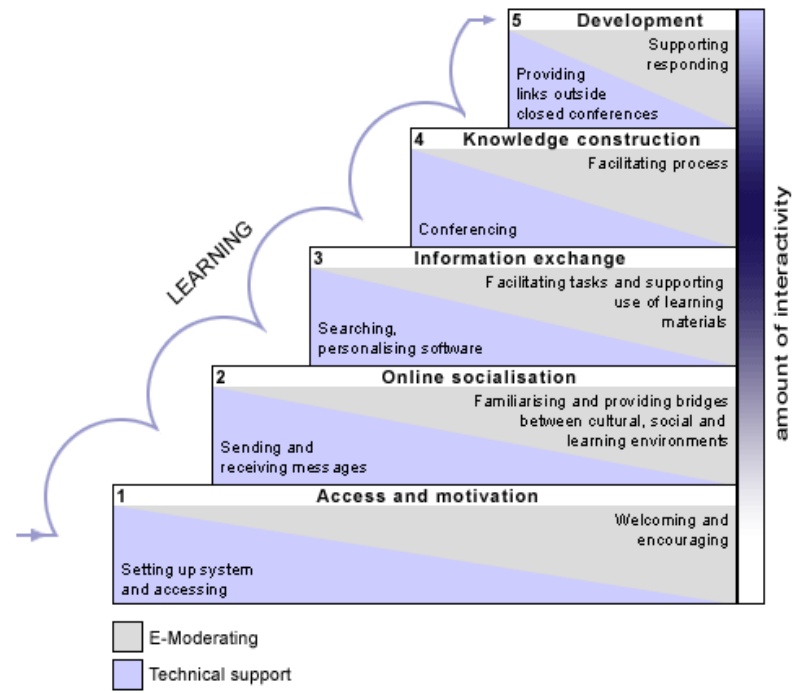 5 Development
Supporting
responding
Providing
links outside
closed conferences
4 Knowledge construction
Facilitating process
Conferencing
LEARNING
3 Information exchange
Facilitating tasks and supporting
use of learning
materials
Searching,
personalising software
2 Online socialisation
Familiarising and providing bridges
between cultural, social and
learning environments
Sending and
receiving messages
1 Access and motivation
Welcoming and
encouraging
Setting up system
and accessing
amount of interactivity
E-Moderating
Technical support